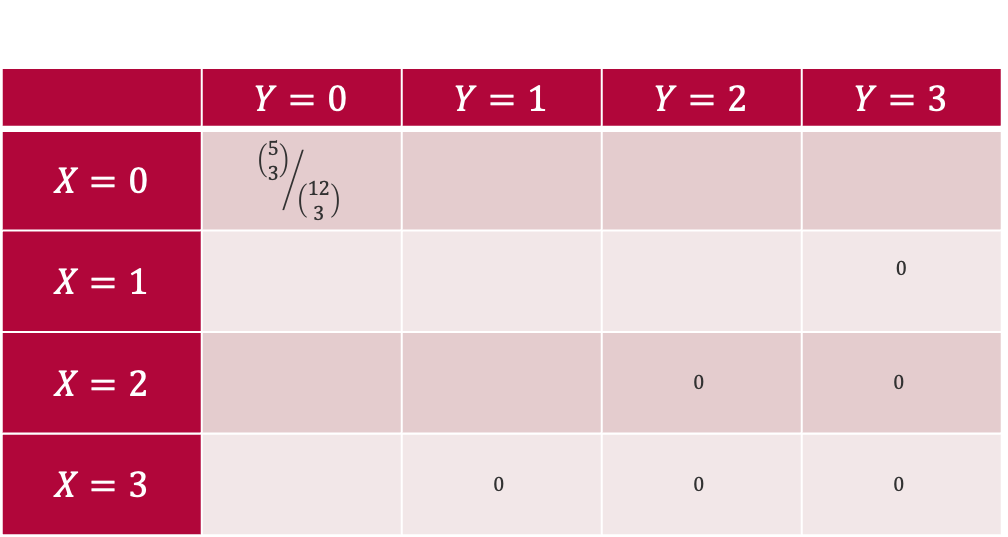 Y = 0 Y = 1 Y = 2 Y = 3
X = 0 (5 3)/(12 3)
X = 1 0
X = 2 0 0
X = 3 0 0 0